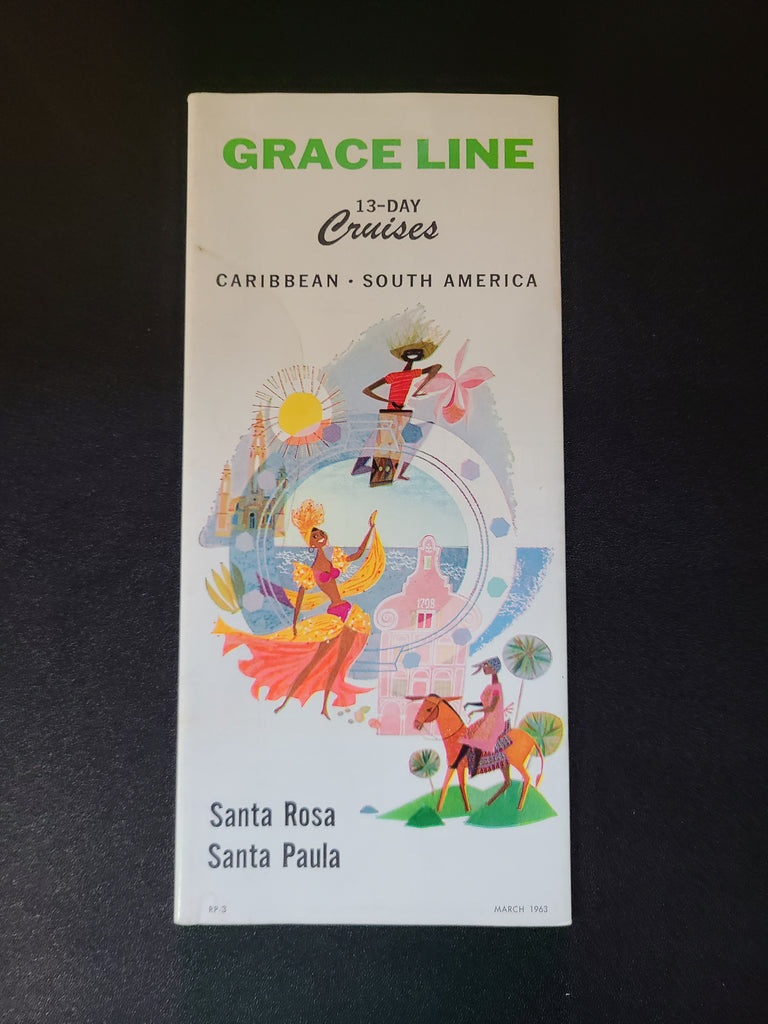 GRACE LINE
13-DAY
Cruises
CARIBBEAN • SOUTH AMERICA
1708
Santa Rosa
Santa Paula
RP-3
MARCH 1963